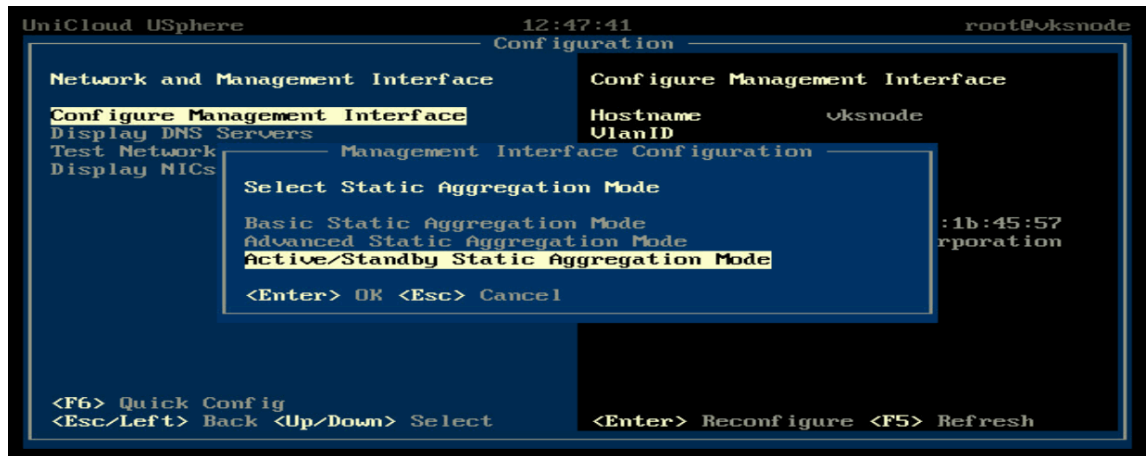 UniCloud USphere 12:47:41 root@vksnode
Configuration
Network and Management Interface Configure Management Interface
Configure Management Interface Hostname vksnode
Display DNS Servers VlanID
Test Network Management Interface Configuration
Display NICs
Select Static Aggregation Mode
Basic Static Aggregation Mode :1b:45:57
Advanced Static Aggregation Mode rporation
Active/Standby Static Aggregation Mode
<Enter> OK <Esc> Cancel
<F6> Quick Config
<Esc/Left> Back <Up/Down> Select <Enter> Reconfigure <F5> Refresh